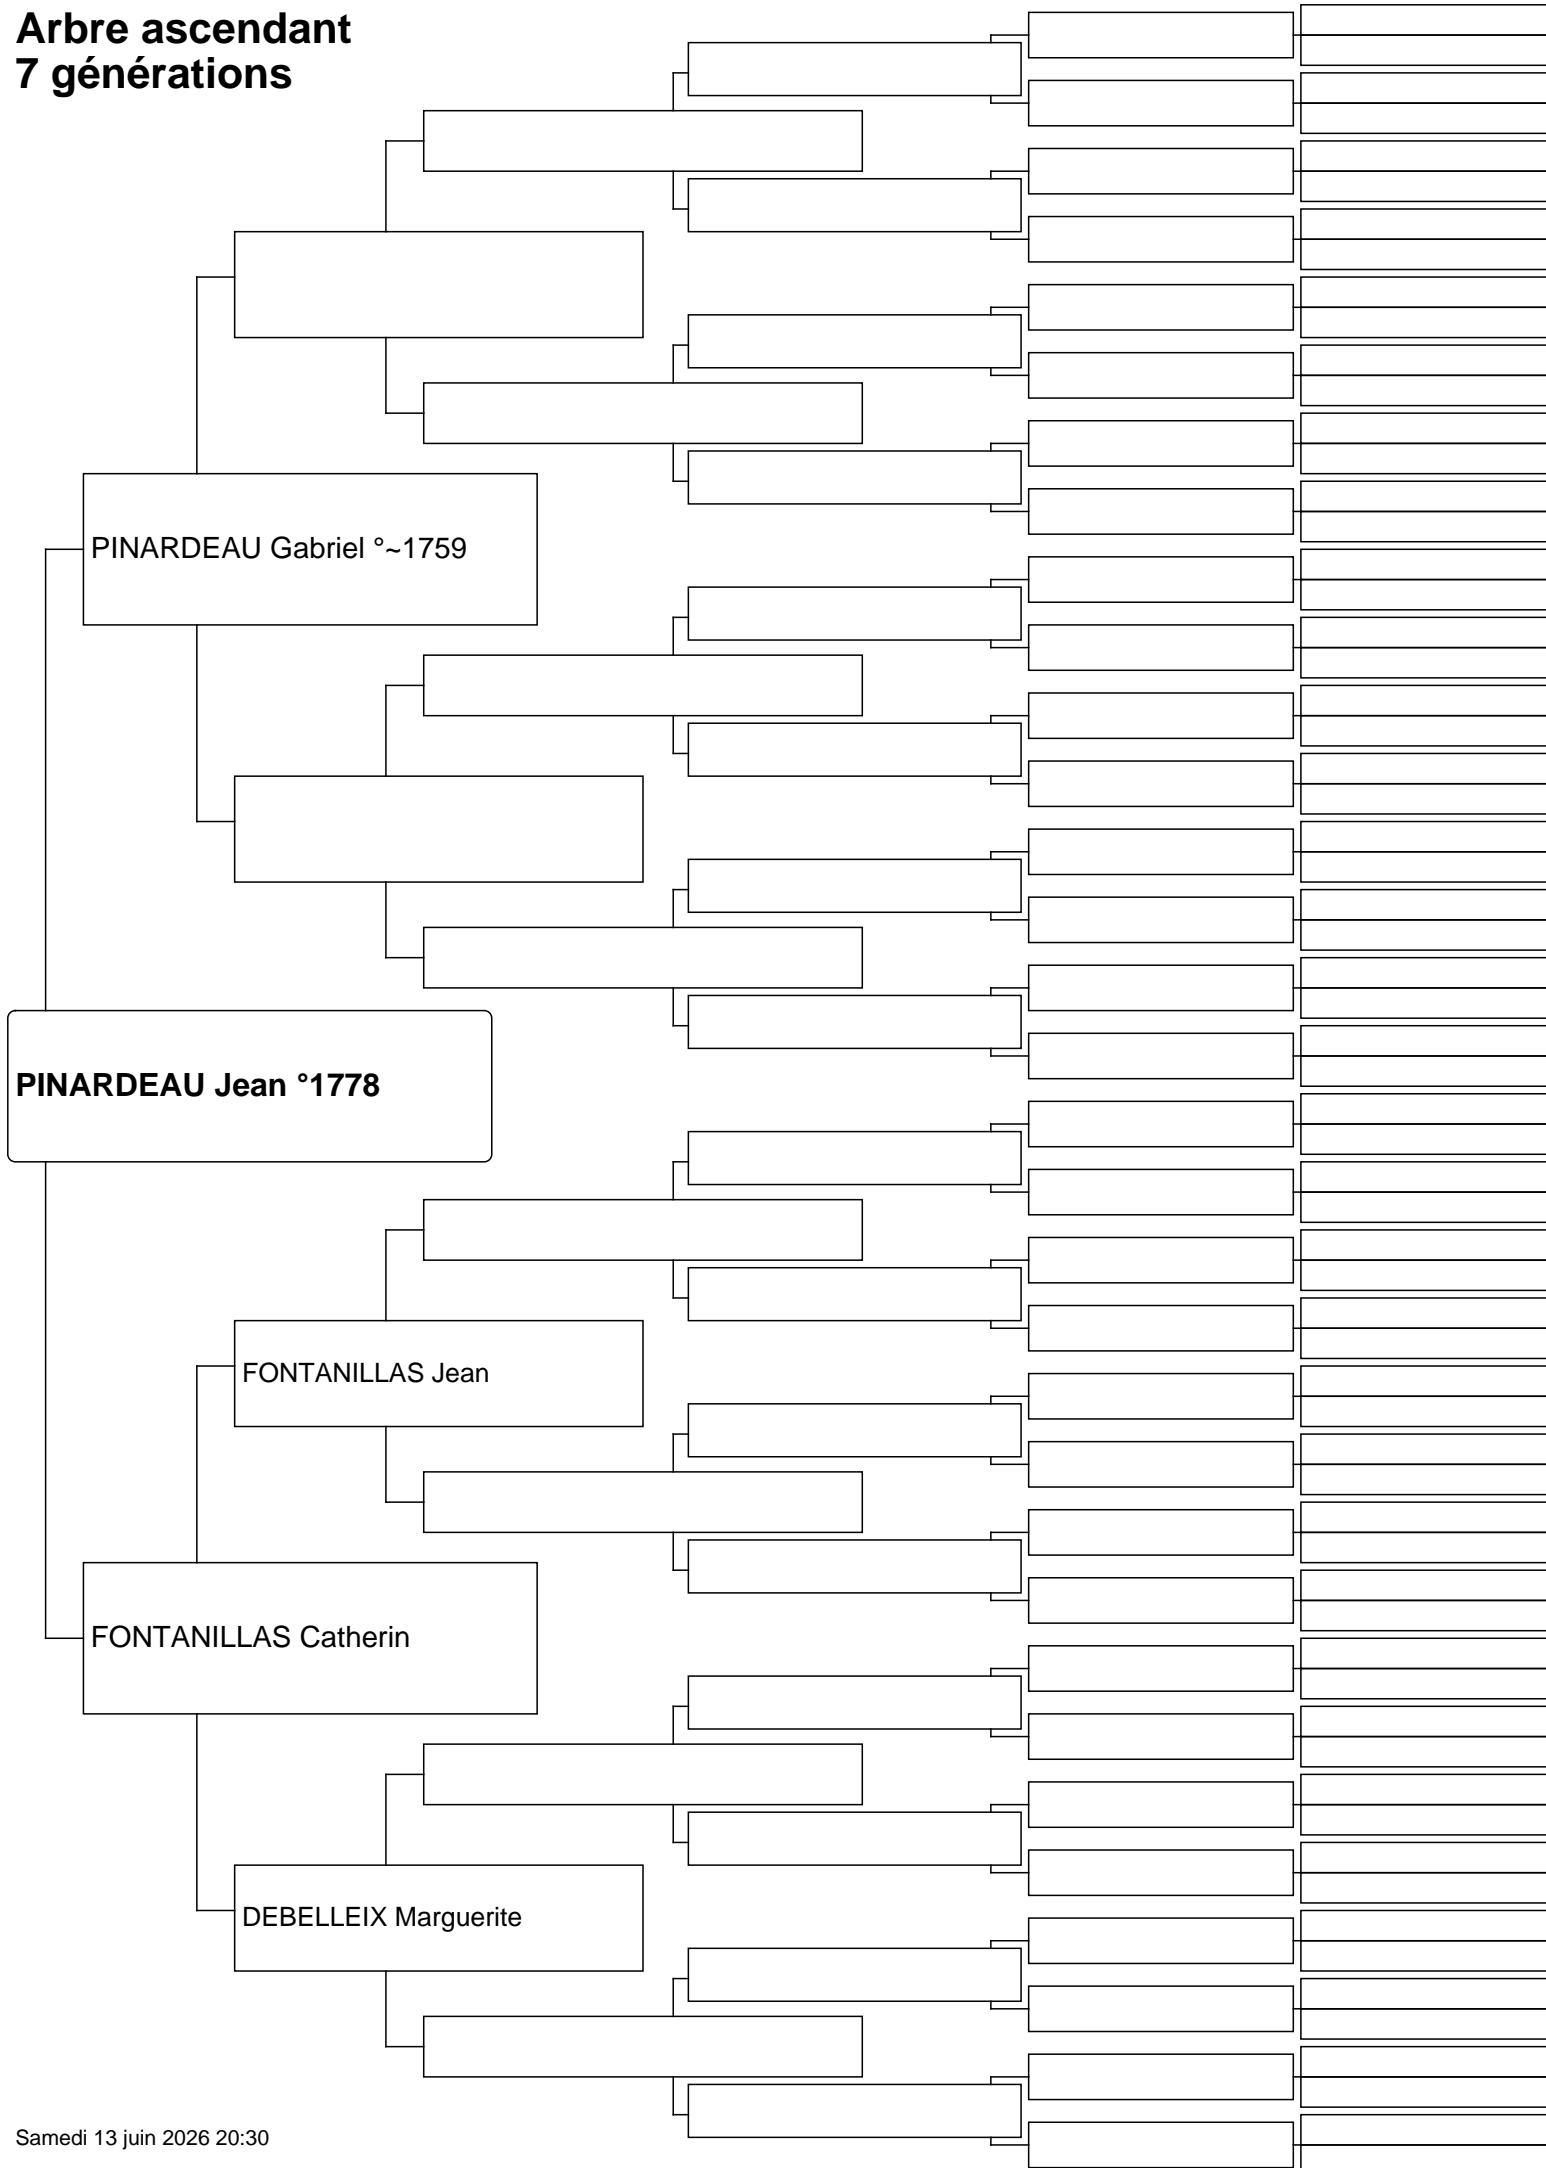 Arbre ascendant
7 générations
PINARDEAU Gabriel °~1759
PINARDEAU Jean °1778
FONTANILLAS Jean
FONTANILLAS Catherin
DEBELLEIX Marguerite
Samedi 13 juin 2026 20:30